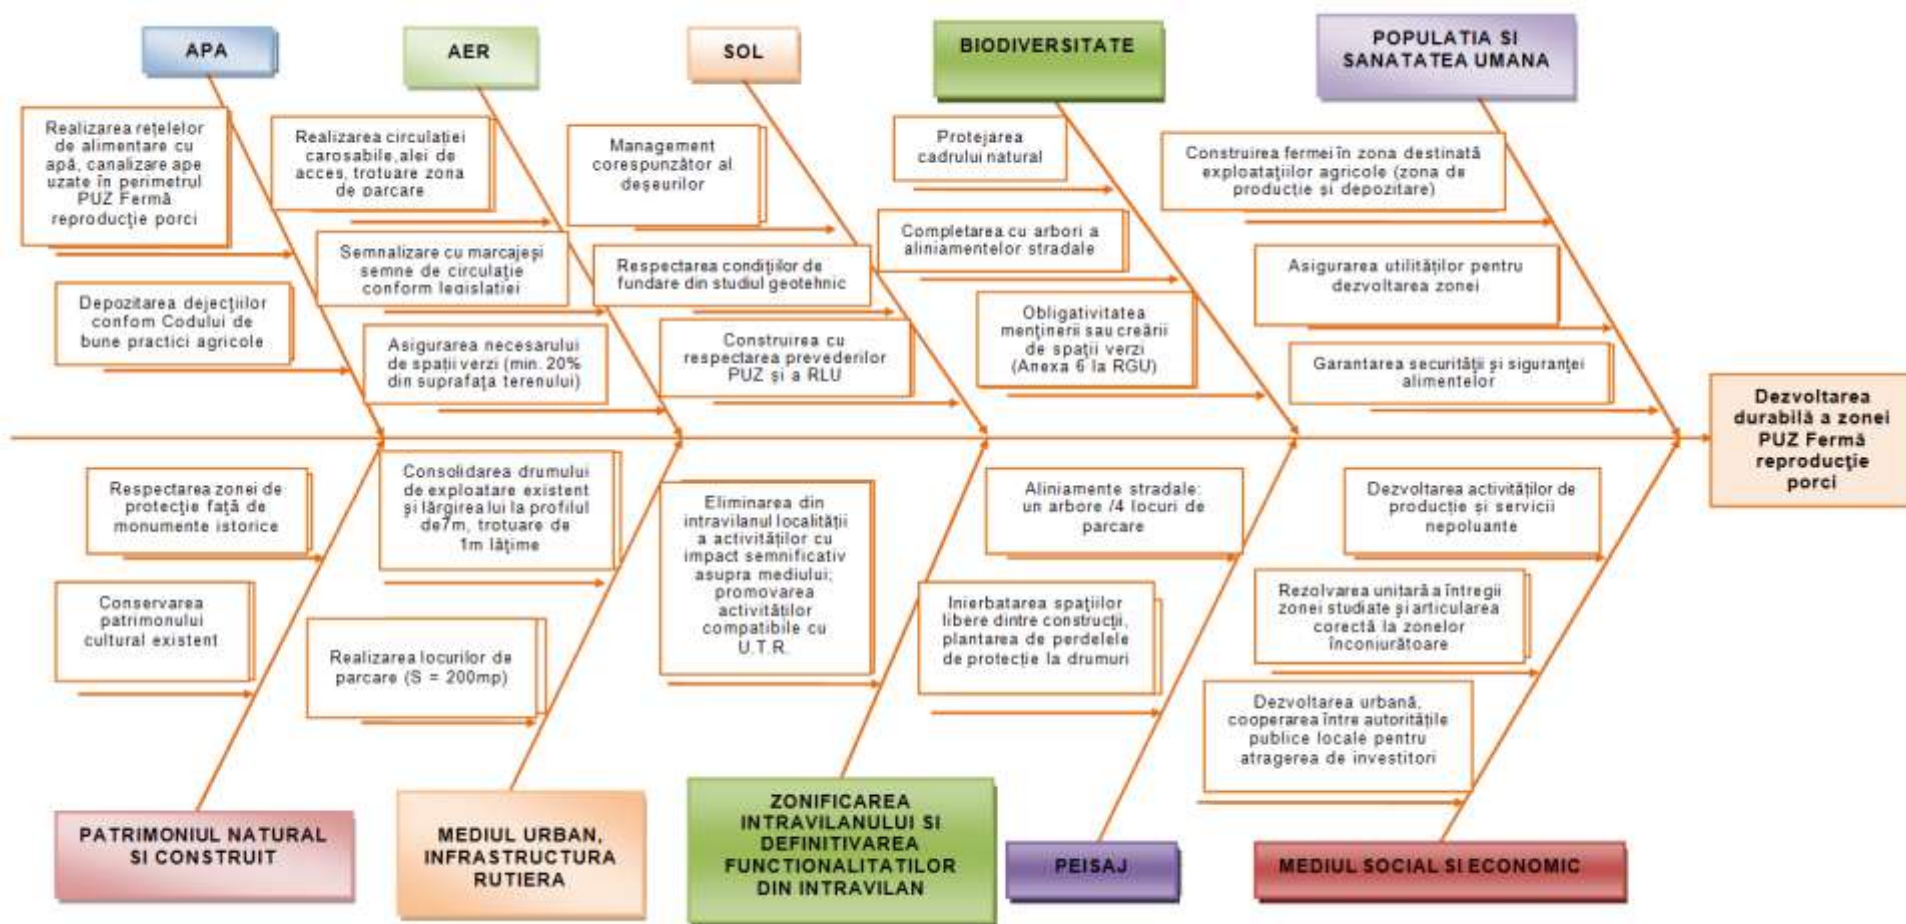 APA
AER
SOL
BIODIVERSITATE
POPULATIA SI
SANATATEA UMANA
Realizarea rețelelor
de alimentare cu
apă, canalizare ape
uzate în perimetrul
PUZ Fermă
reproducție porci
Depozitarea dejecțiilor
confom Codului de
bune practici agricole
Realizarea circulației
carosabile,alei de
acces, trotuare zona
de parcare
Semnalizare cu marcajeși
semne de circulație
conform legislației
Asigurarea necesarului
de spații verzi (min. 20%
din suprafața terenului)
Management
corespunzător al
deșeurilor
Respectarea condițiilor de
fundare din studiul geotehnic
Construirea cu
respectarea prevederilor
PUZ și a RLU
Protejarea
cadrului natural
Completarea cu arbori a
aliniamentelor stradale
Obligativitatea
menținerii sau creării
de spații verzi
(Anexa 6 la RGU)
Construirea fermei în zona destinată
exploatațiilor agricole (zona de
producție și depozitare)
Asigurarea utilităților pentru
dezvoltarea zonei
Garantarea securității și siguranței
alimentelor
Dezvoltarea
durabilă a zonei
PUZ Fermă
reproducţie
porci
Respectarea zonei de
protecție față de
monumente istorice
Conservarea
patrimonului
cultural existent
Consolidarea drumului
de exploatare existent
și lărgirea lui la profilul
de7m, trotuare de
1m lățime
Realizarea locurilor de
parcare (S = 200mp)
Eliminarea din
intravilanul localității
a activităților cu
impact semnificativ
asupra mediului;
promovarea
activităților
compatibile cu
U.T.R.
Aliniamente stradale:
un arbore /4 locuri de
parcare
Inierbatarea spațiilor
libere dintre construcții,
plantarea de perdelele
de protecție la drumuri
Dezvoltarea activităților de
producție și servicii
nepoluante
Rezolvarea unitară a întregii
zonei studiate și articularea
corectă la zonelor
înconjurătoare
Dezvoltarea urbană,
cooperarea între autoritățile
publice locale pentru
atragerea de investitori
PATRIMONIUL NATURAL
SI CONSTRUIT
MEDIUL URBAN,
INFRASTRUCTURA
RUTIERA
ZONIFICAREA
INTRAVILANULUI SI
DEFINITIVAREA
FUNCTIONALITATILOR
DIN INTRAVILAN
PEISAJ
MEDIUL SOCIAL SI ECONOMIC